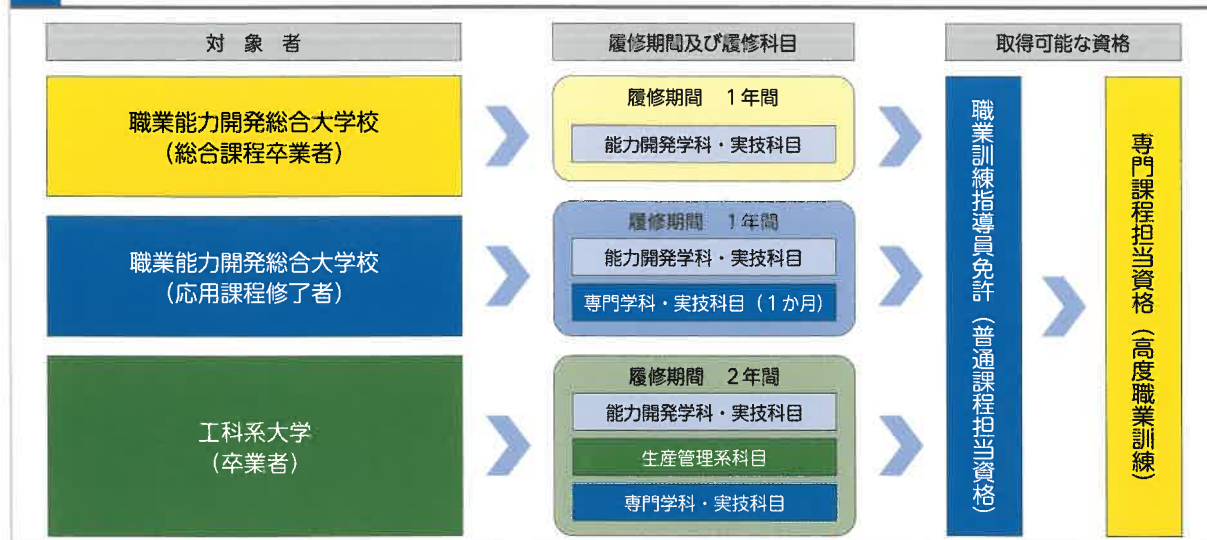 対象者
履修期間及び履修科目
取得可能な資格
職業能力開発総合大学校
（総合課程卒業者）
履修期間 1年間
能力開発学科・実技科目
職業能力開発総合大学校
（応用課程修了者）
履修期間 1年間
能力開発学科・実技科目
専門学科・実技科目（1か月）
工科系大学
（卒業者）
履修期間 2年間
能力開発学科・実技科目
生産管理系科目
専門学科・実技科目
職業訓練指導員免許（普通課程担当資格）
専門課程担当資格（高度職業訓練）